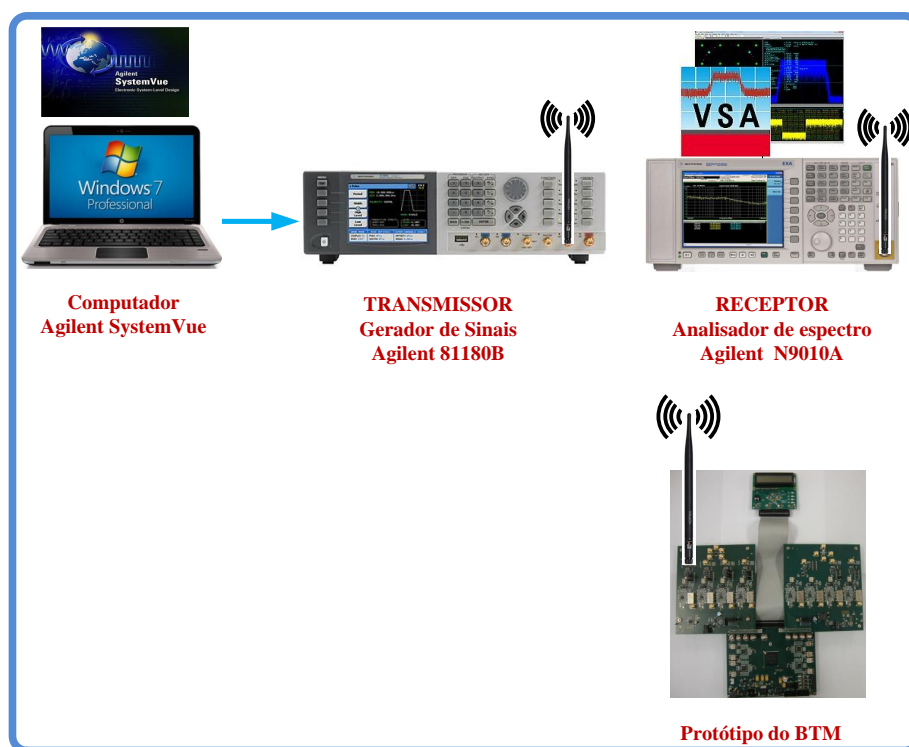 Agilent
SystemVue
Electronic System-Level Design
Windows 7
Professional
VSA
EXA
Computador
Agilent SystemVue
TRANSMISSOR
Gerador de Sinais
Agilent 81180B
RECEPTOR
Analisador de espectro
Agilent N9010A
Protótipo do BTM